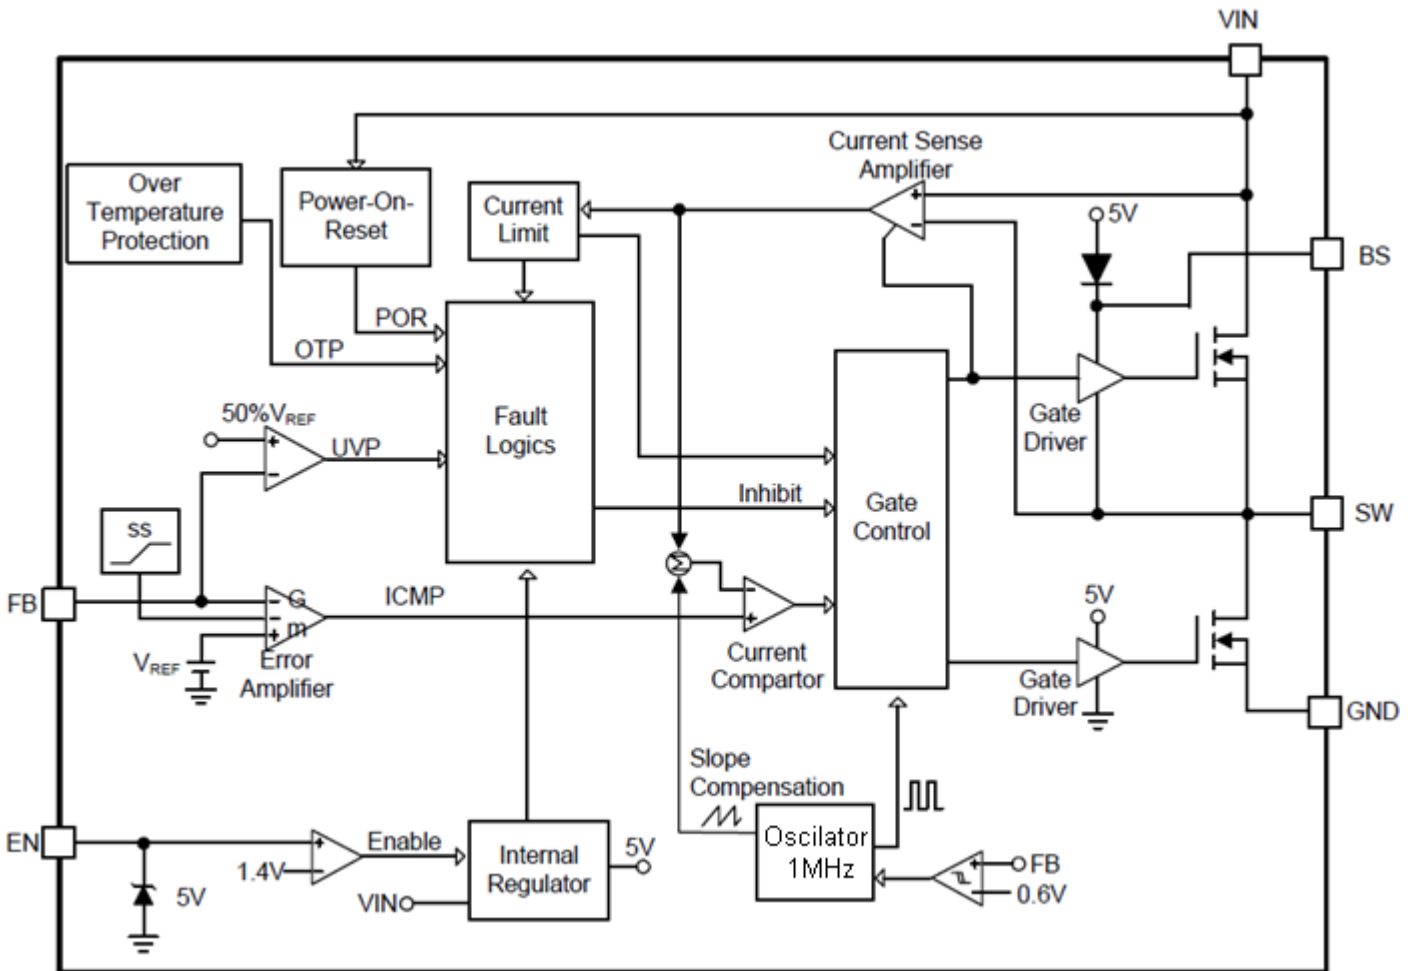 VIN
Current Sense
Amplifier
Over
Temperature
Protection
Power-On-
Reset
Current
Limit
+
−
5V
BS
POR
OTP
50%VREF
+
−
UVP
Fault
Logics
Gate
Driver
Inhibit
Gate
Control
SW
ss
FB
− G
−
+ m
ICMP
Σ
−
+
VREF
Error
Amplifier
Current
Compartor
5V
Gate
Driver
GND
Slope
Compensation
EN
+
1.4V −
Enable
Internal
Regulator
5V
Oscilator
1MHz
+ FB
− 0.6V
5V
VIN